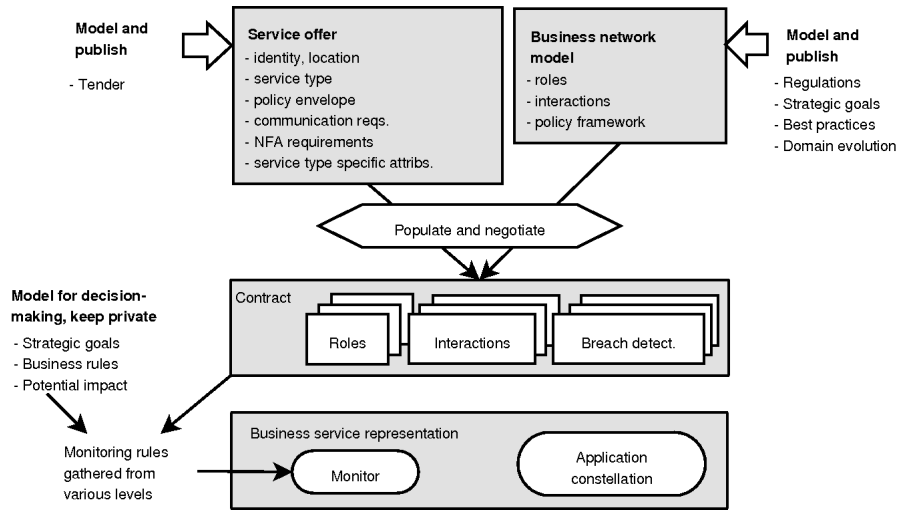 Model and
publish
- Tender
Service offer
- identity, location
- service type
- policy envelope
- communication reqs.
- NFA requirements
- service type specific attribs.
Business network
model
- roles
- interactions
- policy framework
Model and
publish
- Regulations
- Strategic goals
- Best practices
- Domain evolution
Populate and negotiate
Contract
Roles
Interactions
Breach detect.
Model for decision-
making, keep private
- Strategic goals
- Business rules
- Potential impact
Monitoring rules
gathered from
various levels
Business service representation
Monitor
Application
constellation